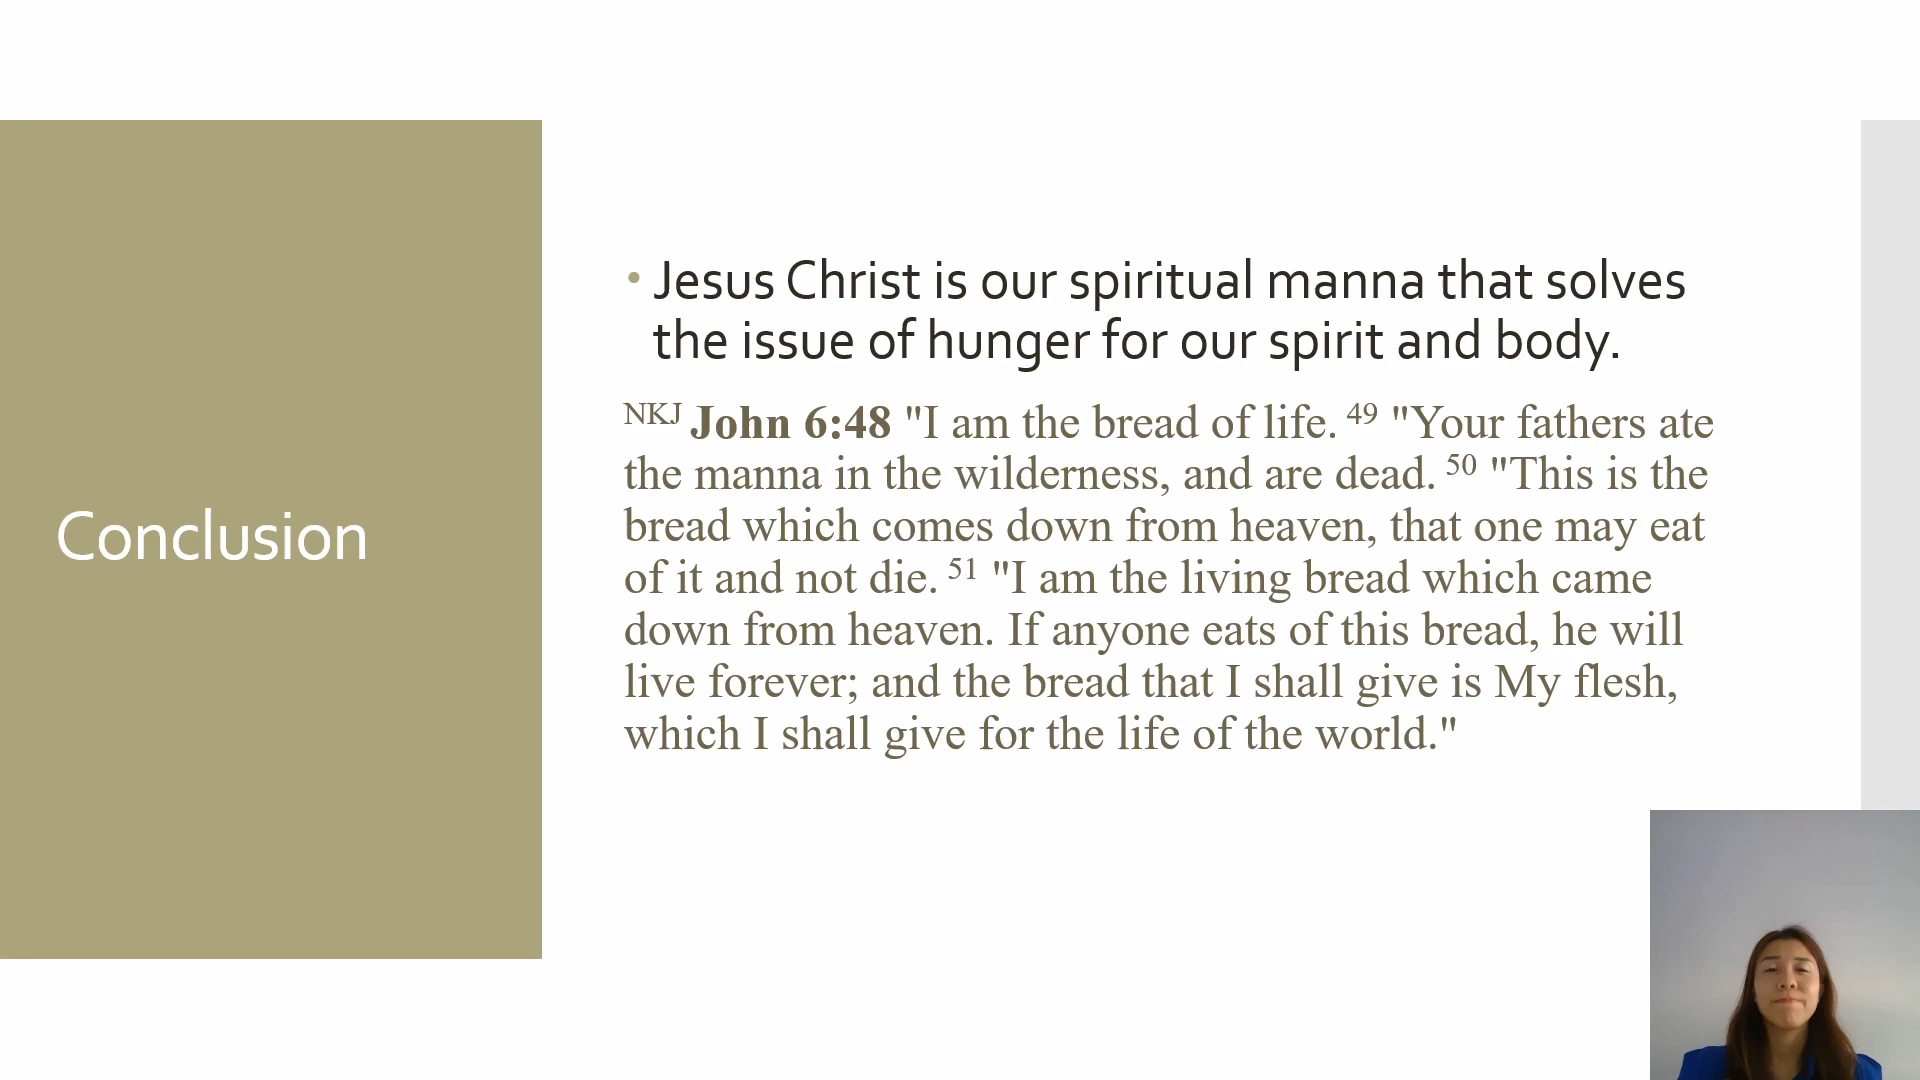 Conclusion
• Jesus Christ is our spiritual manna that solves
the issue of hunger for our spirit and body.
NKJ John 6:48 "I am the bread of life. 49 "Your fathers ate
the manna in the wilderness, and are dead. 50 "This is the
bread which comes down from heaven, that one may eat
of it and not die. 51 "I am the living bread which came
down from heaven. If anyone eats of this bread, he will
live forever; and the bread that I shall give is My flesh,
which I shall give for the life of the world."